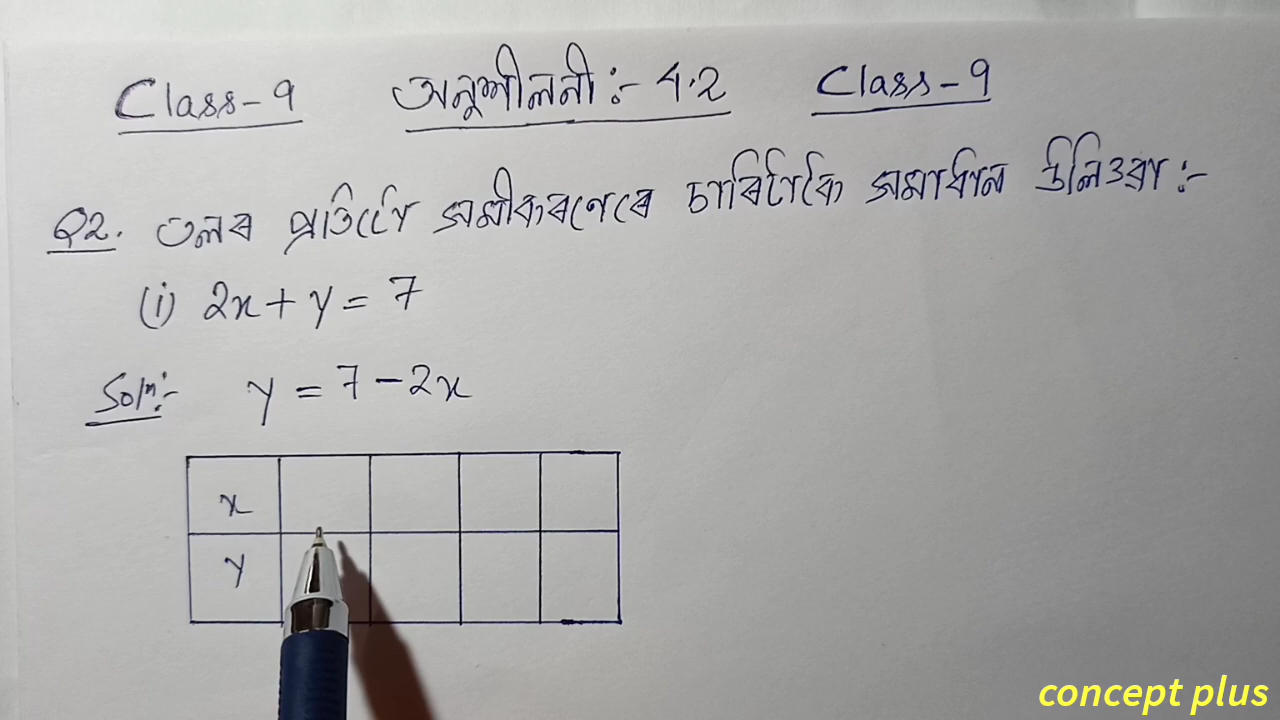 Class-9 অনুশীলনী:- 4.2 Class-9
Q2. তলৰ প্ৰতিটো সমীকৰণেৰে চাৰিটাকৈ সমাধান উলিওৱা:-
(i) 2x + y = 7
Solⁿ:- y = 7 - 2x
x
y
concept plus